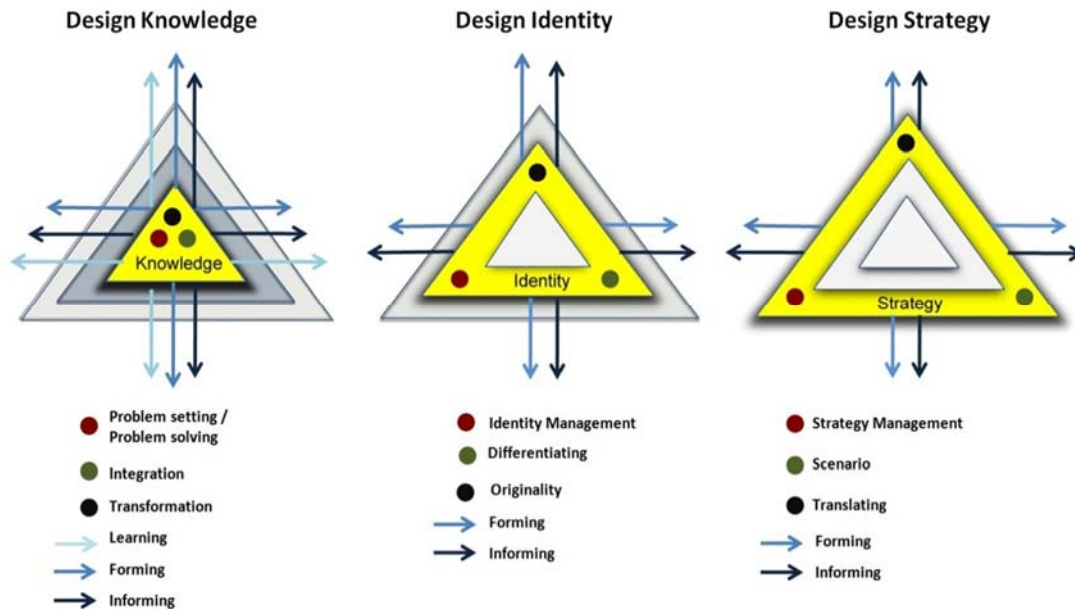 Design Knowledge
Knowledge
Problem setting /
Problem solving
Integration
Transformation
Learning
Forming
Informing
Design Identity
Identity
Identity Management
Differentiating
Originality
Forming
Informing
Design Strategy
Strategy
Strategy Management
Scenario
Translating
Forming
Informing